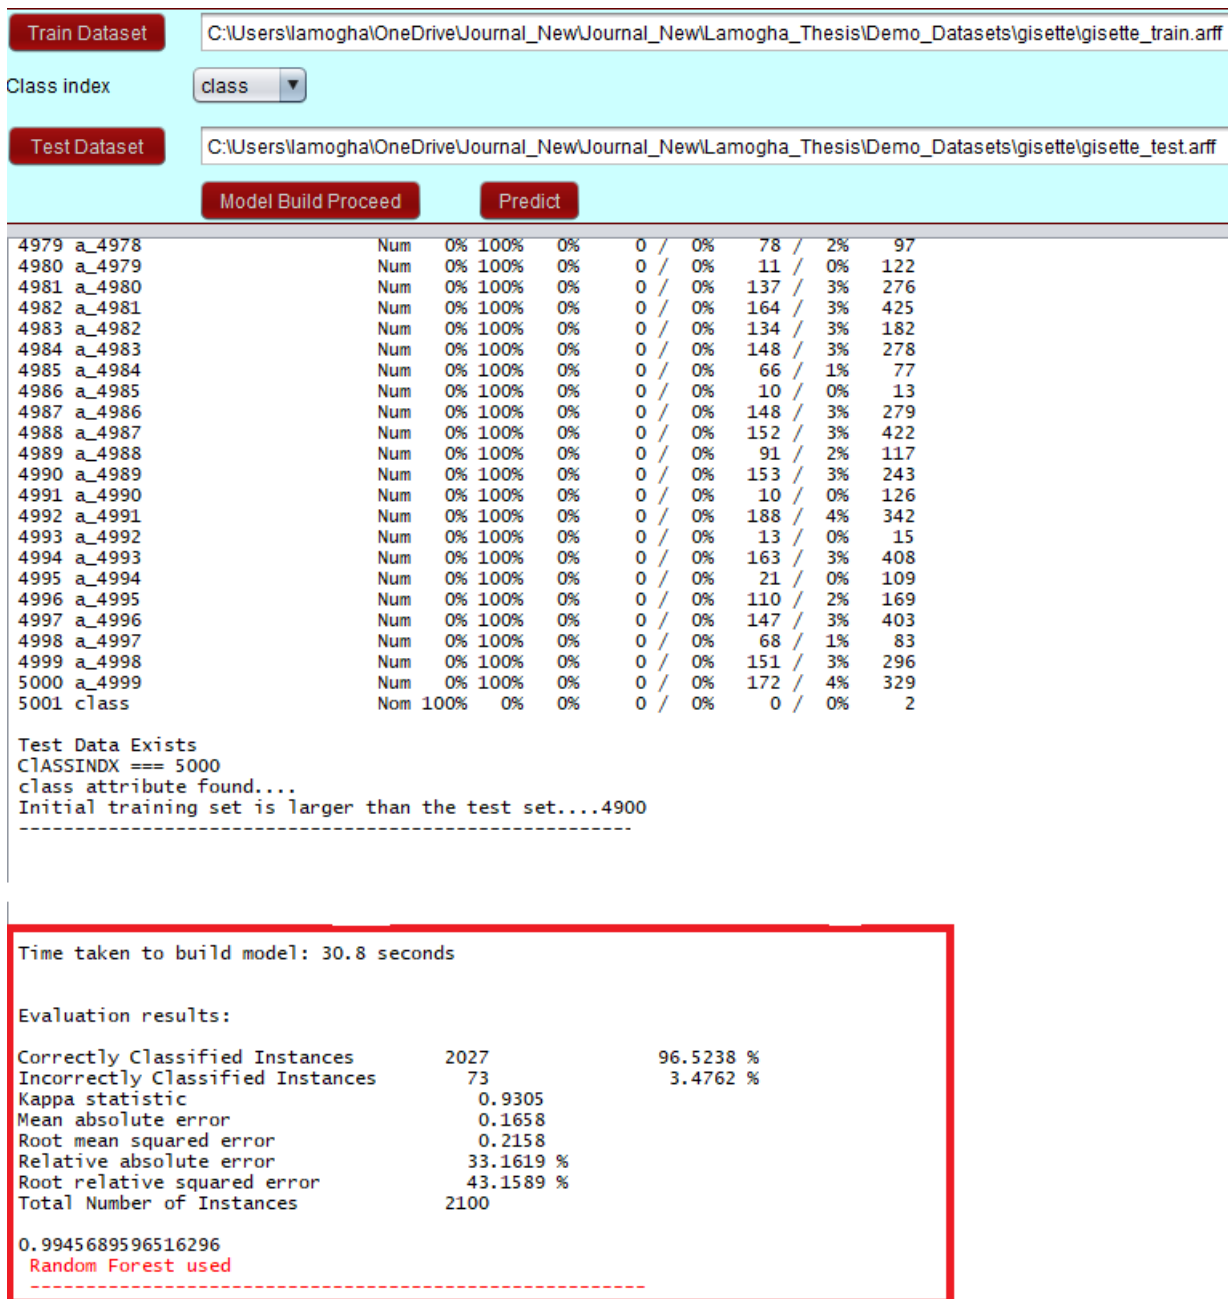 Train Dataset C:\Users\lamogha\OneDrive\Journal_New\Journal_New\Lamogha_Thesis\Demo_Datasets\gisette\gisette_train.arff
Class index class
Test Dataset C:\Users\lamogha\OneDrive\Journal_New\Journal_New\Lamogha_Thesis\Demo_Datasets\gisette\gisette_test.arff
Model Build Proceed Predict
4979 a_4978 Num 0% 100% 0% 0 / 0% 78 / 2% 97
4980 a_4979 Num 0% 100% 0% 0 / 0% 11 / 0% 122
4981 a_4980 Num 0% 100% 0% 0 / 0% 137 / 3% 276
4982 a_4981 Num 0% 100% 0% 0 / 0% 164 / 3% 425
4983 a_4982 Num 0% 100% 0% 0 / 0% 134 / 3% 182
4984 a_4983 Num 0% 100% 0% 0 / 0% 148 / 3% 278
4985 a_4984 Num 0% 100% 0% 0 / 0% 66 / 1% 77
4986 a_4985 Num 0% 100% 0% 0 / 0% 10 / 0% 13
4987 a_4986 Num 0% 100% 0% 0 / 0% 148 / 3% 279
4988 a_4987 Num 0% 100% 0% 0 / 0% 152 / 3% 422
4989 a_4988 Num 0% 100% 0% 0 / 0% 91 / 2% 117
4990 a_4989 Num 0% 100% 0% 0 / 0% 153 / 3% 243
4991 a_4990 Num 0% 100% 0% 0 / 0% 10 / 0% 126
4992 a_4991 Num 0% 100% 0% 0 / 0% 188 / 4% 342
4993 a_4992 Num 0% 100% 0% 0 / 0% 13 / 0% 15
4994 a_4993 Num 0% 100% 0% 0 / 0% 163 / 3% 408
4995 a_4994 Num 0% 100% 0% 0 / 0% 21 / 0% 109
4996 a_4995 Num 0% 100% 0% 0 / 0% 110 / 2% 169
4997 a_4996 Num 0% 100% 0% 0 / 0% 147 / 3% 403
4998 a_4997 Num 0% 100% 0% 0 / 0% 68 / 1% 83
4999 a_4998 Num 0% 100% 0% 0 / 0% 151 / 3% 296
5000 a_4999 Num 0% 100% 0% 0 / 0% 172 / 4% 329
5001 class Nom 100% 0% 0% 0 / 0% 0 / 0% 2
Test Data Exists
ClASSINDX === 5000
class attribute found....
Initial training set is larger than the test set....4900
-------------------------------------------------------
Time taken to build model: 30.8 seconds
Evaluation results:
Correctly Classified Instances 2027 96.5238 %
Incorrectly Classified Instances 73 3.4762 %
Kappa statistic 0.9305
Mean absolute error 0.1658
Root mean squared error 0.2158
Relative absolute error 33.1619 %
Root relative squared error 43.1589 %
Total Number of Instances 2100
0.9945689596516296
Random Forest used
-------------------------------------------------------